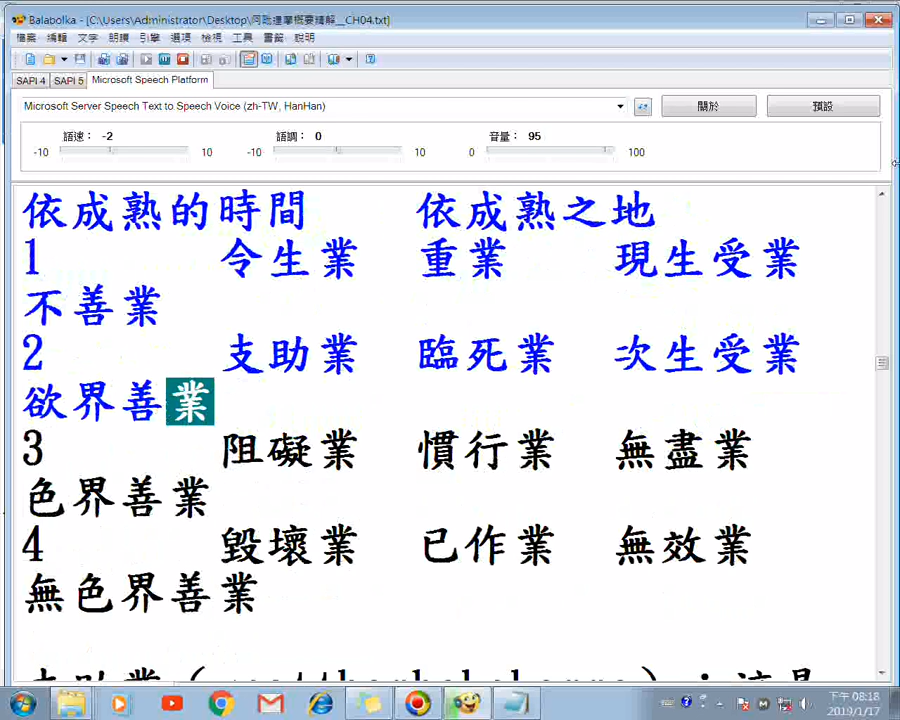 Balabolka - [C:\Users\Administrator\Desktop\阿毗達摩概要精解__CH04.txt]
檔案 編輯 文字 朗讀 引擎 選項 檢視 工具 書籤 說明
SAPI 4 SAPI 5 Microsoft Speech Platform
Microsoft Server Speech Text to Speech Voice (zh-TW, HanHan) 關於 預設
語速： -2 語調： 0 音量： 95
-10 10 -10 10 0 100
依成熟的時間 依成熟之地
1 令生業 重業 現生受業
不善業
2 支助業 臨死業 次生受業
欲界善業
3 阻礙業 慣行業 無盡業
色界善業
4 毀壞業 已作業 無效業
無色界善業
下午 08:18
2019/1/17